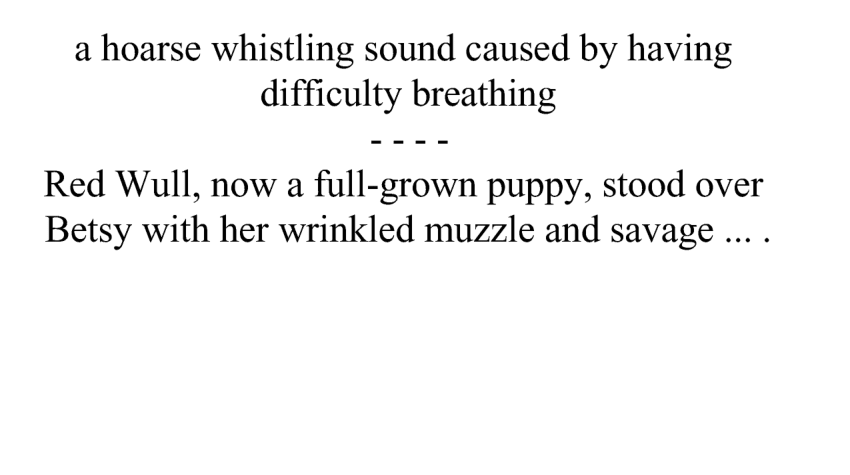 a hoarse whistling sound caused by having
difficulty breathing
- - - -
Red Wull, now a full-grown puppy, stood over
Betsy with her wrinkled muzzle and savage ... .